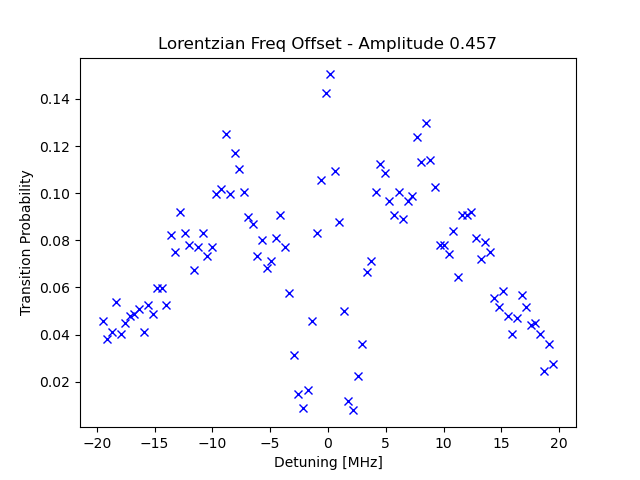 Lorentzian Freq Offset - Amplitude 0.457
Transition Probability
0.14
0.12
0.10
0.08
0.06
0.04
0.02
−20 −15 −10 −5 0 5 10 15 20
Detuning [MHz]